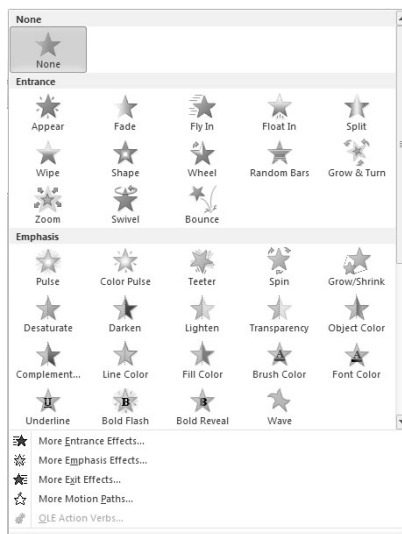 None
None
Entrance
Appear Fade Fly In Float In Split
Wipe Shape Wheel Random Bars Grow & Turn
Zoom Swivel Bounce
Emphasis
Pulse Color Pulse Teeter Spin Grow/Shrink
Desaturate Darken Lighten Transparency Object Color
Complement... Line Color Fill Color Brush Color Font Color
U B B A A
Underline Bold Flash Bold Reveal Wave
More Entrance Effects...
More Emphasis Effects...
More Exit Effects...
More Motion Paths...
OLE Action Verbs...